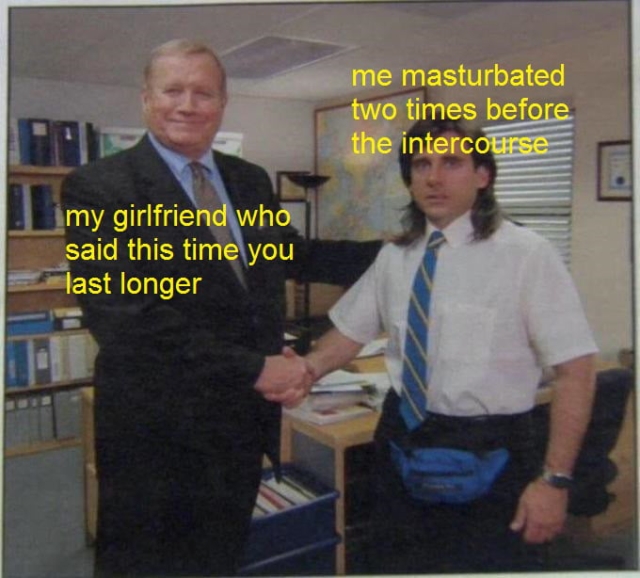 me masturbated
two times before
the intercourse
my girlfriend who
said this time you
last longer